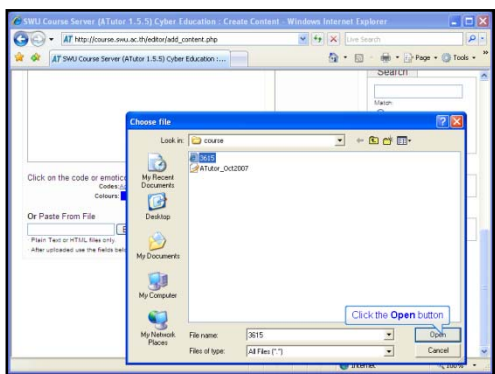 SWU Course Server (ATutor 1.5.5) Cyber Education : Create Content - Windows Internet Explorer
http://course.swu.ac.th/editor/add_content.php
Live Search
SWU Course Server (ATutor 1.5.5) Cyber Education :...
Page
Tools
Search
Match:
Choose file
Look in:
course
3615
ATutor_Oct2007
My Recent Documents
Desktop
My Documents
My Computer
My Network Places
Click on the code or emotic
Codes:
Colours:
Or Paste From File
Plain Text or HTML files only.
After uploaded use the fields bel
Click the Open button
File name:
3615
Open
Files of type:
All Files (*.*)
Cancel
Internet
100%